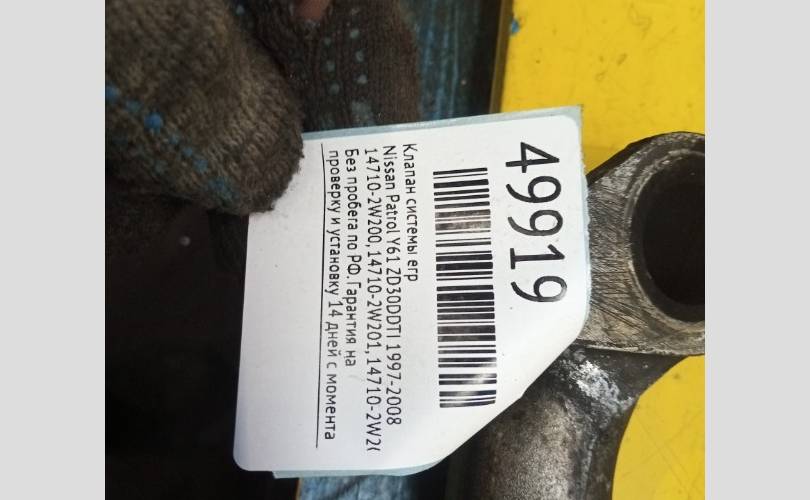 49919
Клапан системы егр
Nissan Patrol Y61 ZD30DDTI 1997-2008
14710-2W200, 14710-2W201, 14710-2W2(
Без пробега по РФ. Гарантия на
проверку и установку 14 дней с момента